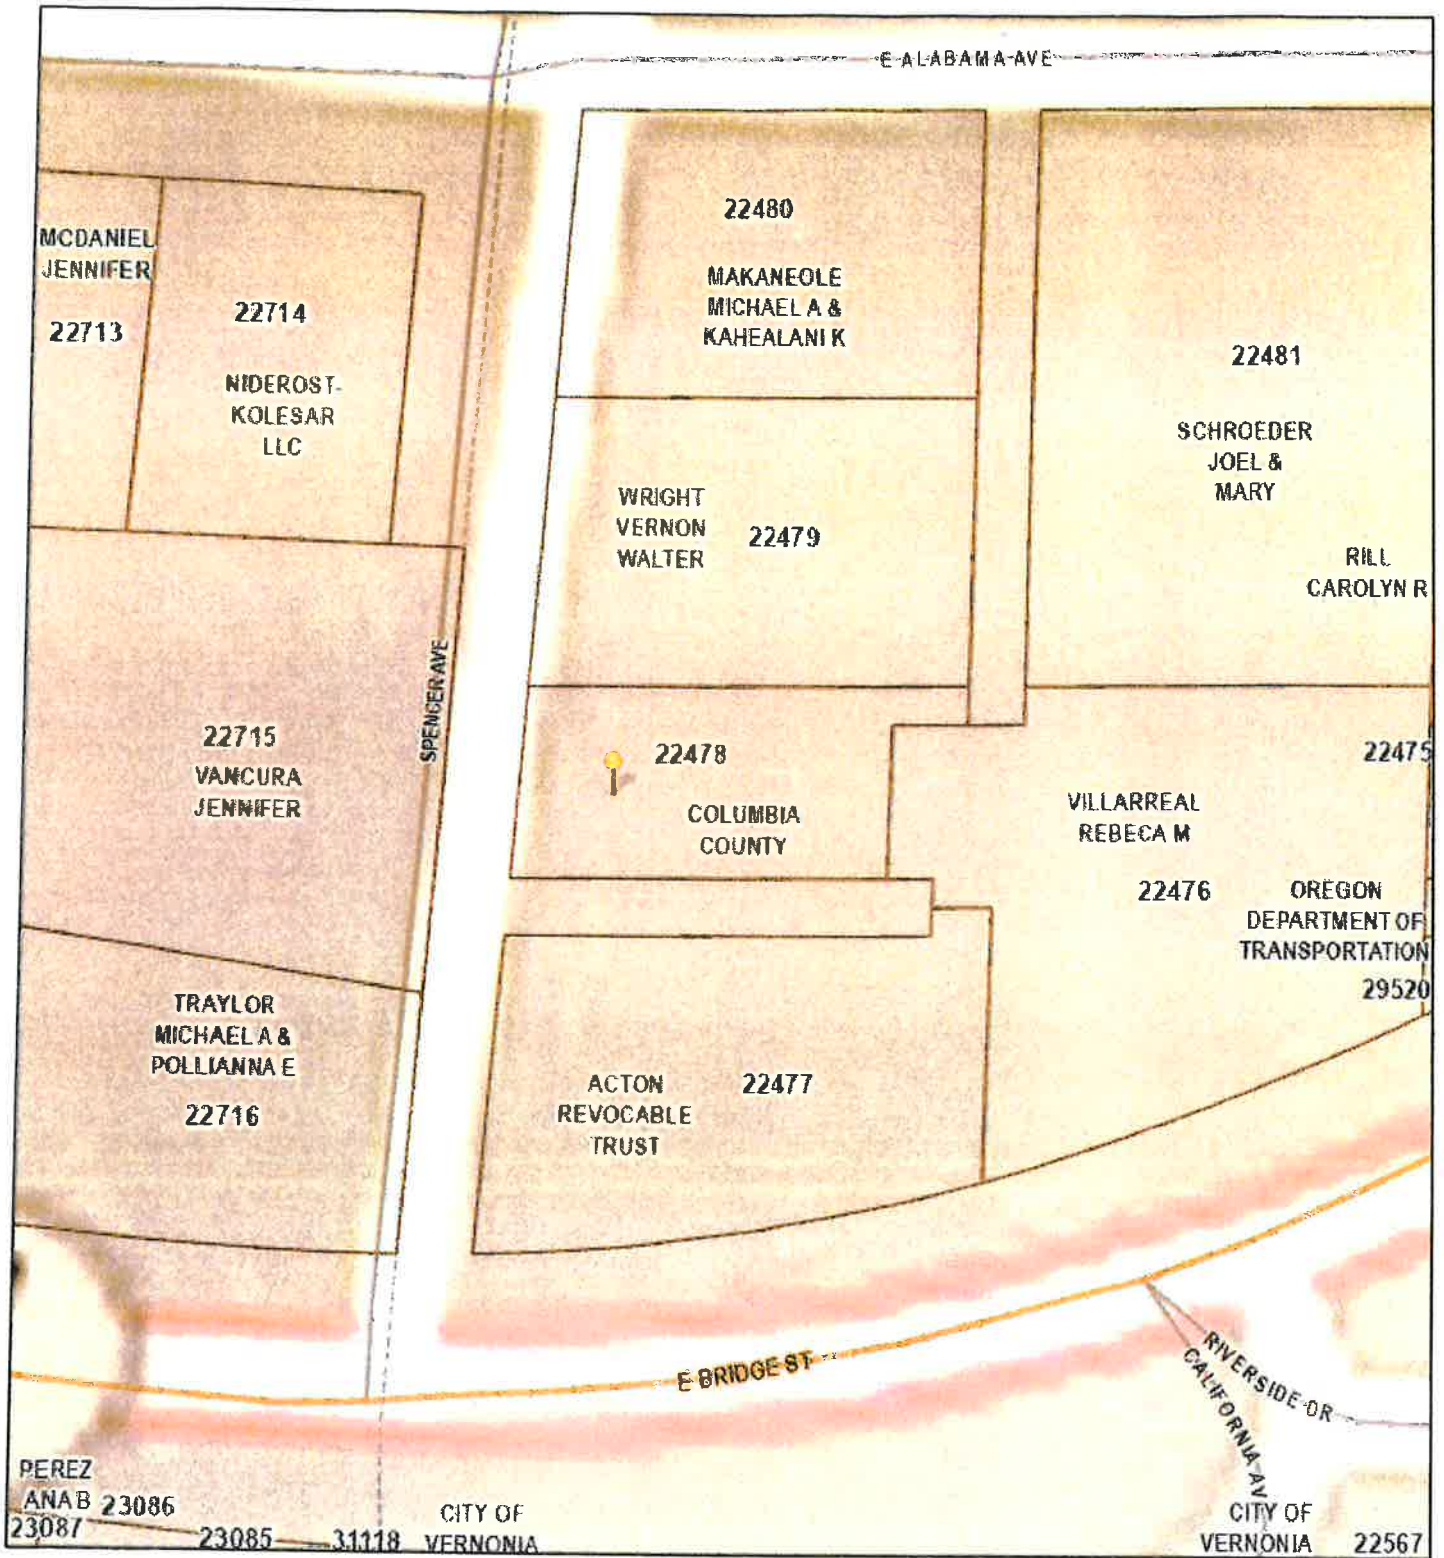 E ALABAMA AVE
22480
MAKANEOLE
MICHAEL A &
KAHEALANI K
MCDANIEL
JENNIFER
22713
22714
NIDEROST-
KOLESAR
LLC
22481
SCHROEDER
JOEL &
MARY
WRIGHT
VERNON
WALTER
22479
RILL
CAROLYN R
SPENCER AVE
22715
VANCURA
JENNIFER
22478
COLUMBIA
COUNTY
22475
VILLARREAL
REBECA M
22476
OREGON
DEPARTMENT OF
TRANSPORTATION
29520
TRAYLOR
MICHAEL A &
POLLIANNA E
22716
ACTON
REVOCABLE
TRUST
22477
E BRIDGE ST
RIVERSIDE DR
CALIFORNIA AV
PEREZ
ANA B
23086
23087
23085
31118
CITY OF
VERNONIA
CITY OF
VERNONIA
22567